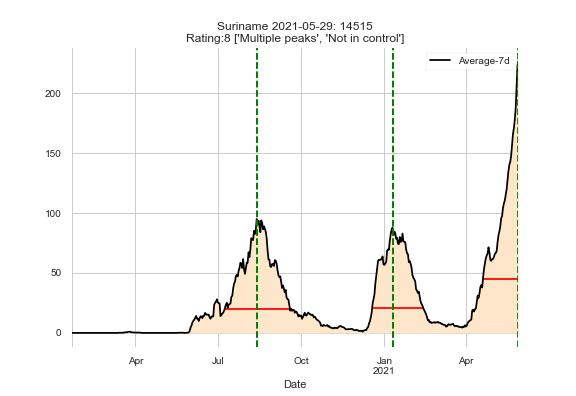 Suriname 2021-05-29: 14515
Rating:8 ['Multiple peaks', 'Not in control']
Average-7d
200
150
100
50
0
Apr Jul Oct Jan Apr
2021
Date